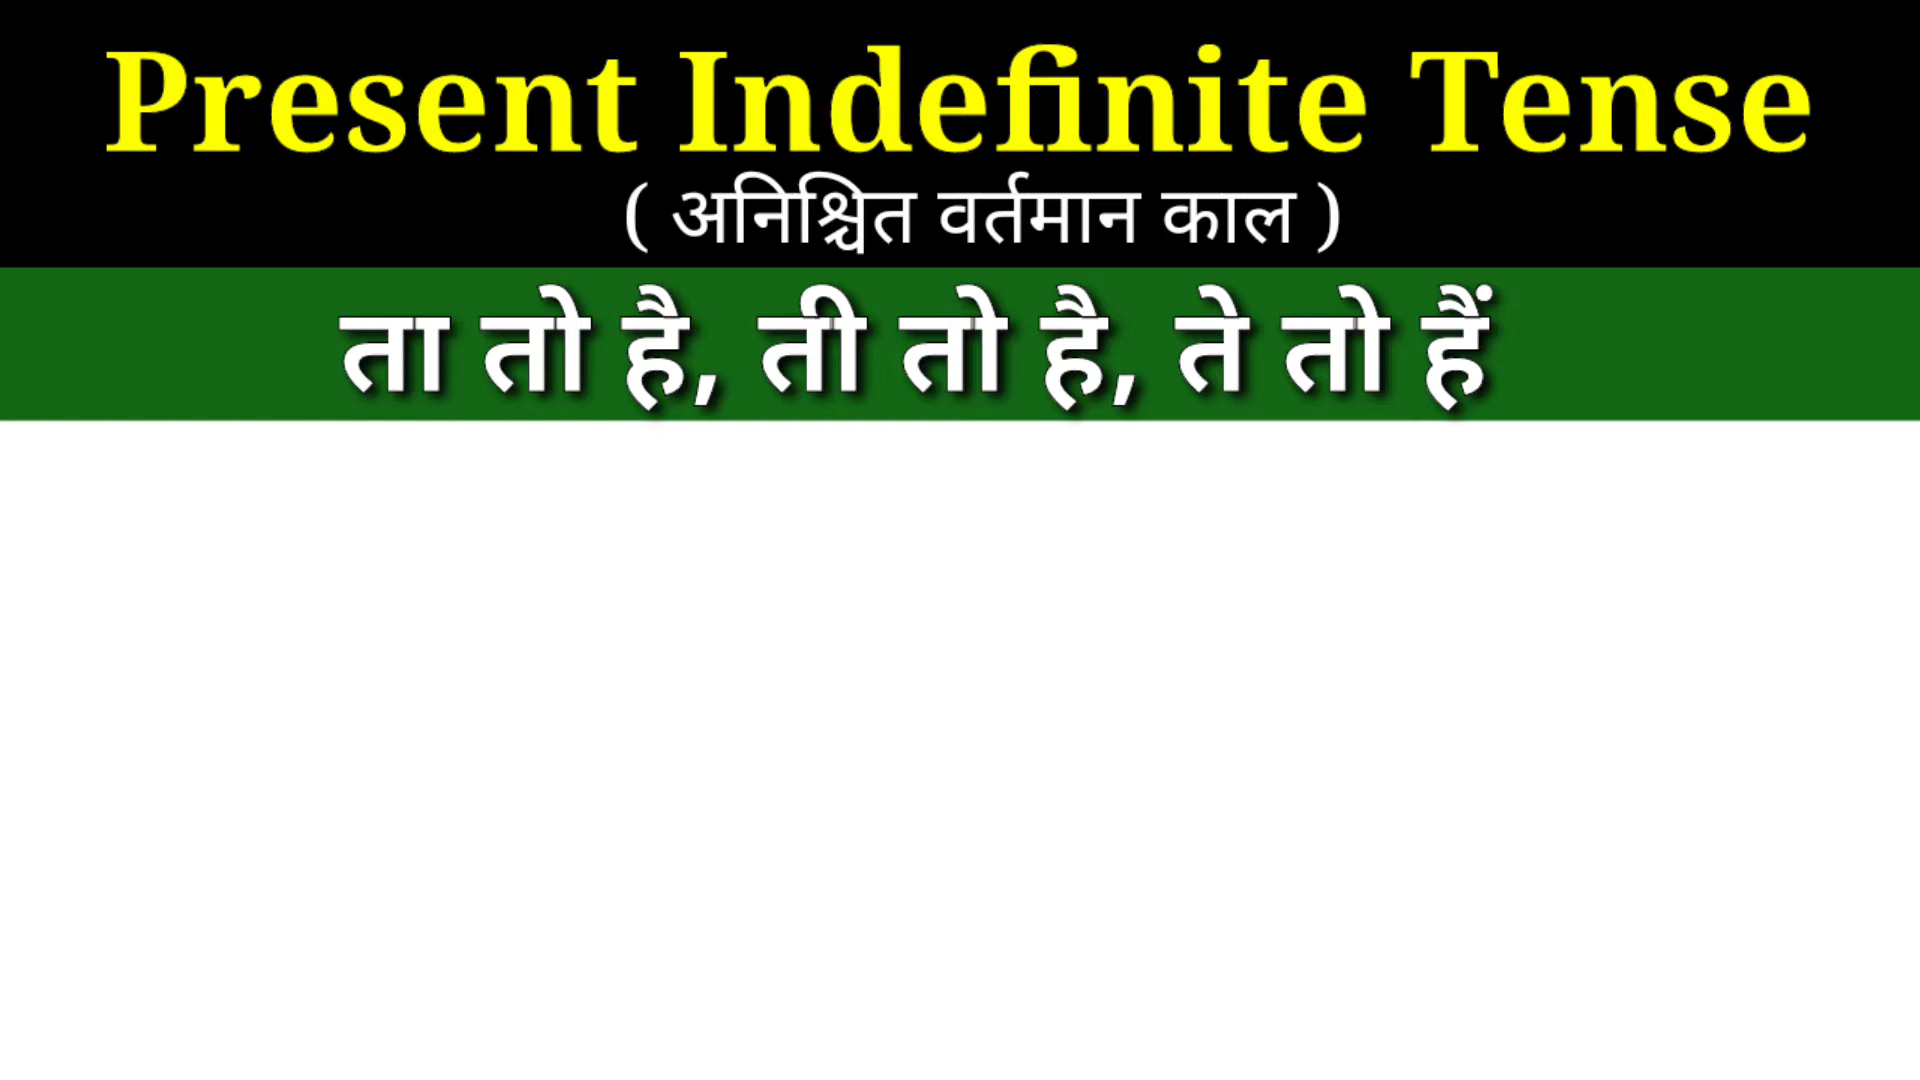 Present Indefinite Tense
( अनिश्चित वर्तमान काल )
ता तो है, ती तो है, ते तो हैं